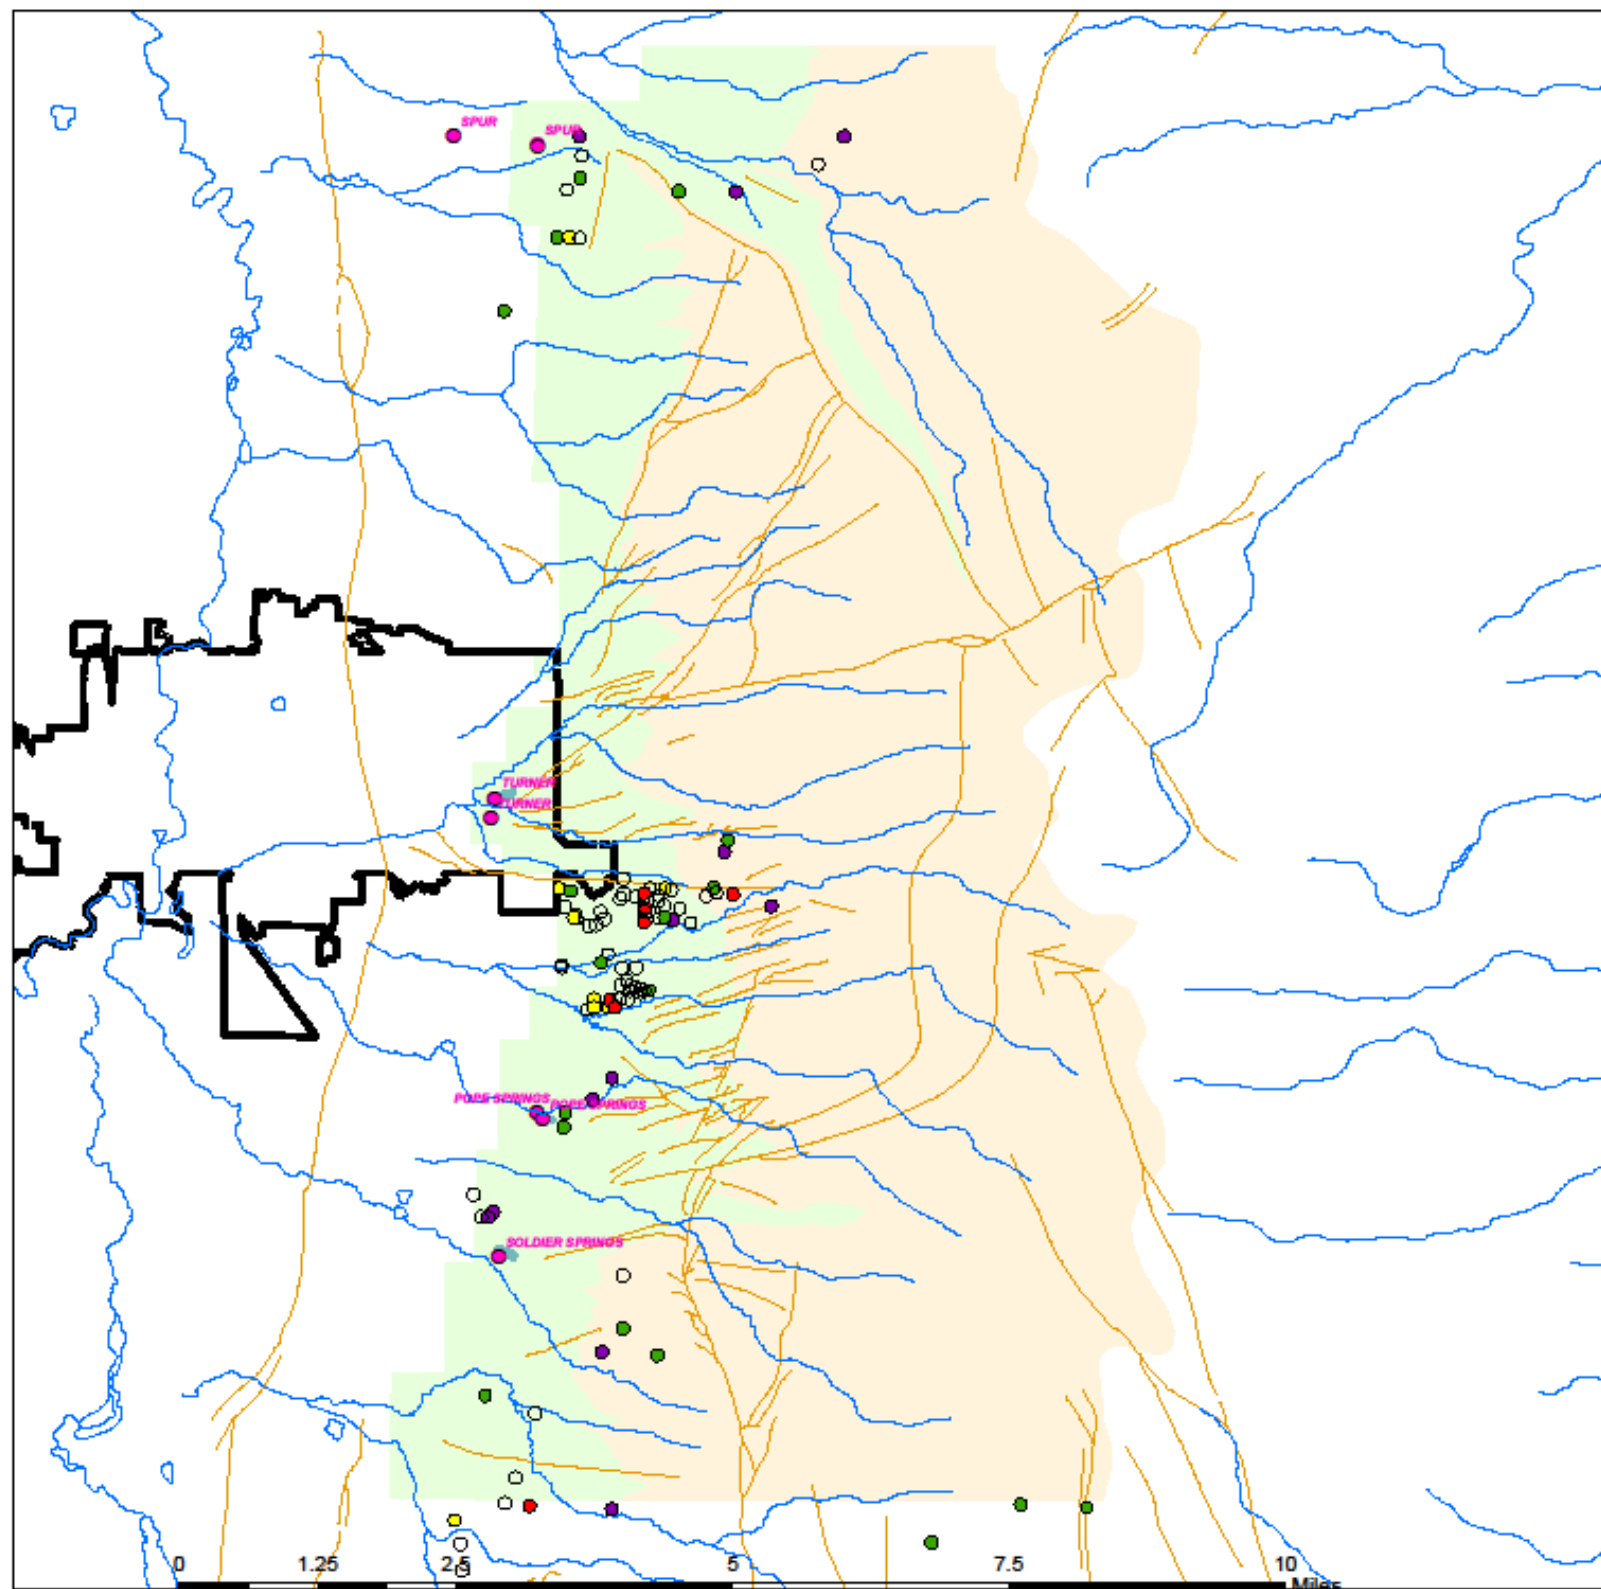 SPUR
SPUR
TURNER
TURNER
POPE SPRINGS
POPE SPRINGS
SOLDIER SPRINGS
0 1.25 2.5 5 7.5 10
Miles